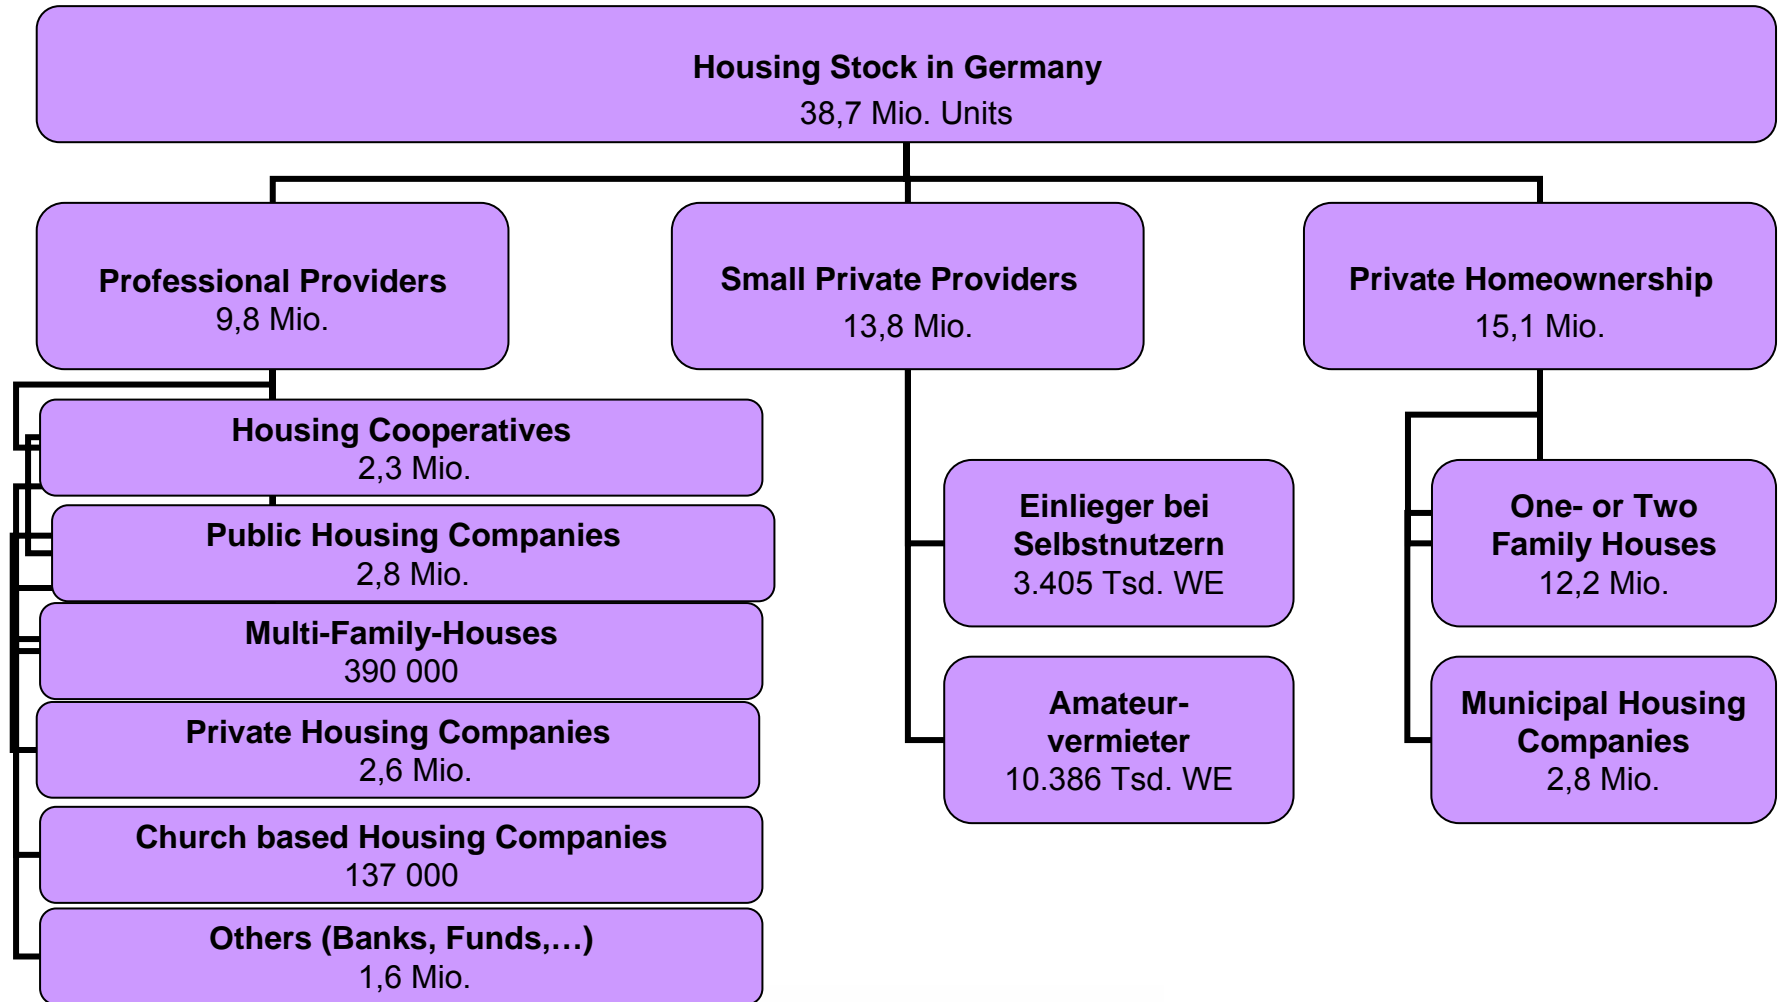 Housing Stock in Germany
38,7 Mio. Units
Professional Providers
9,8 Mio.
Small Private Providers
13,8 Mio.
Private Homeownership
15,1 Mio.
Housing Cooperatives
2,3 Mio.
Public Housing Companies
2,8 Mio.
Multi-Family-Houses
390 000
Private Housing Companies
2,6 Mio.
Church based Housing Companies
137 000
Others (Banks, Funds,…)
1,6 Mio.
Einlieger bei
Selbstnutzern
3.405 Tsd. WE
Amateur-
vermieter
10.386 Tsd. WE
One- or Two
Family Houses
12,2 Mio.
Municipal Housing
Companies
2,8 Mio.